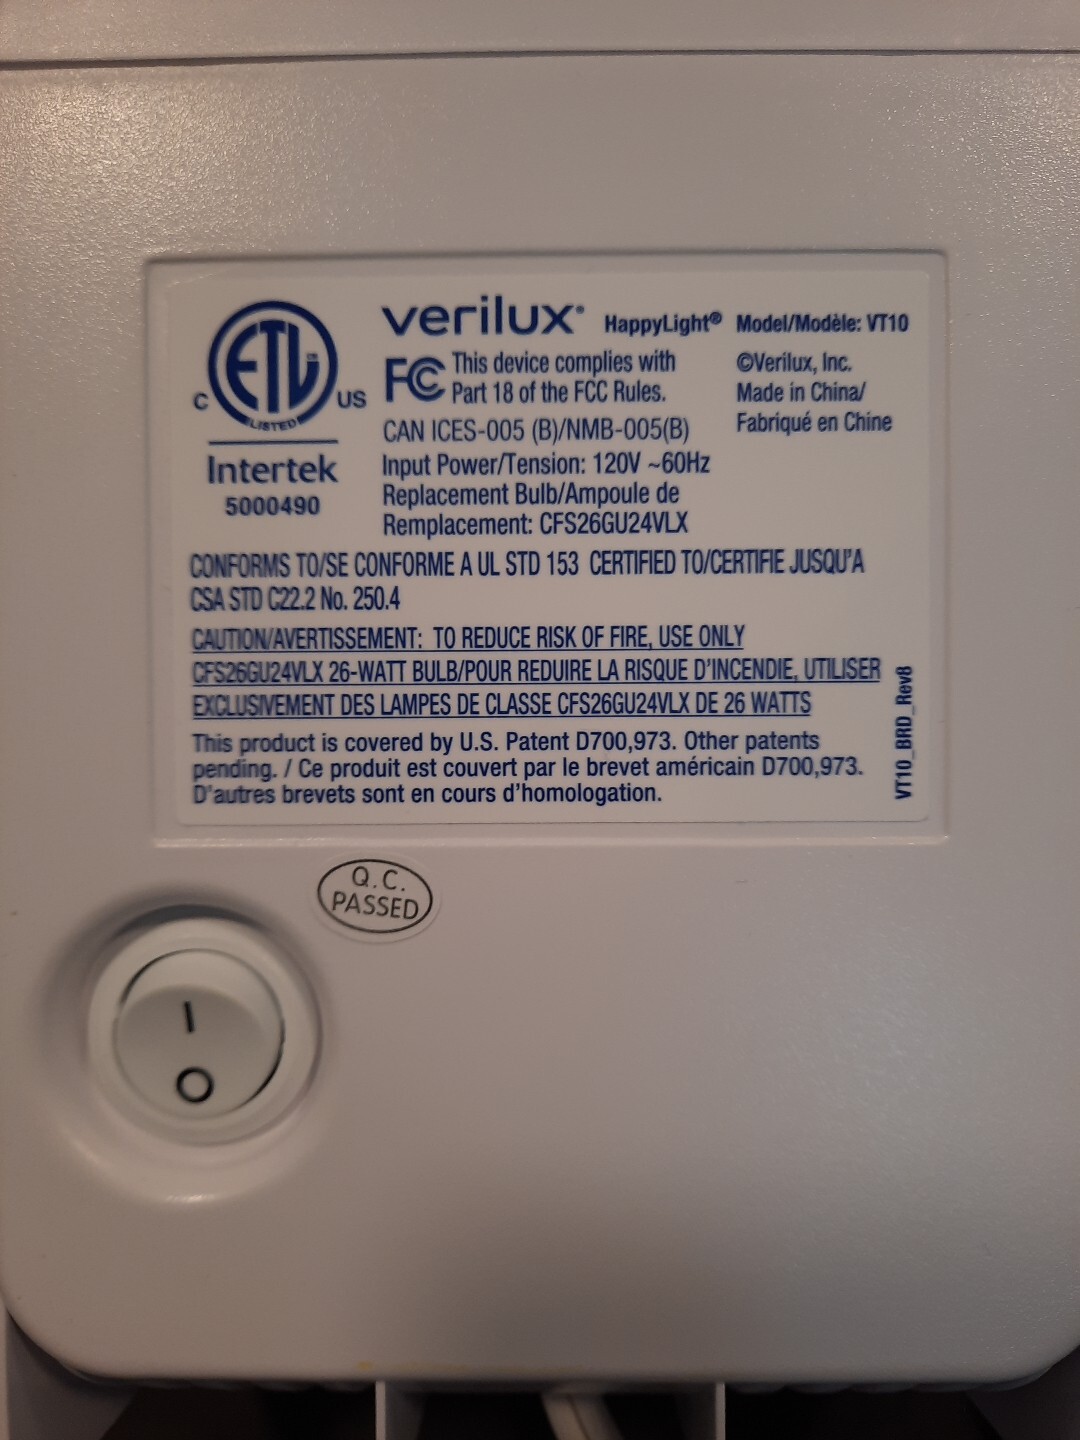 ETL
CM
LISTED
C
US
Intertek
5000490
verilux®
HappyLight®
Model/Modèle: VT10
FC This device complies with
Part 18 of the FCC Rules.
©Verilux, Inc.
Made in China/
Fabriqué en Chine
CAN ICES-005 (B)/NMB-005(B)
Input Power/Tension: 120V ~60Hz
Replacement Bulb/Ampoule de
Remplacement: CFS26GU24VLX
CONFORMS TO/SE CONFORME A UL STD 153 CERTIFIED TO/CERTIFIE JUSQU'A
CSA STD C22.2 No. 250.4
CAUTION/AVERTISSEMENT: TO REDUCE RISK OF FIRE, USE ONLY
CFS26GU24VLX 26-WATT BULB/POUR REDUIRE LA RISQUE D'INCENDIE, UTILISER
EXCLUSIVEMENT DES LAMPES DE CLASSE CFS26GU24VLX DE 26 WATTS
This product is covered by U.S. Patent D700,973. Other patents
pending. / Ce produit est couvert par le brevet américain D700,973.
D'autres brevets sont en cours d'homologation.
VT10_BRD_Rev8
Q.C.
PASSED
I
O